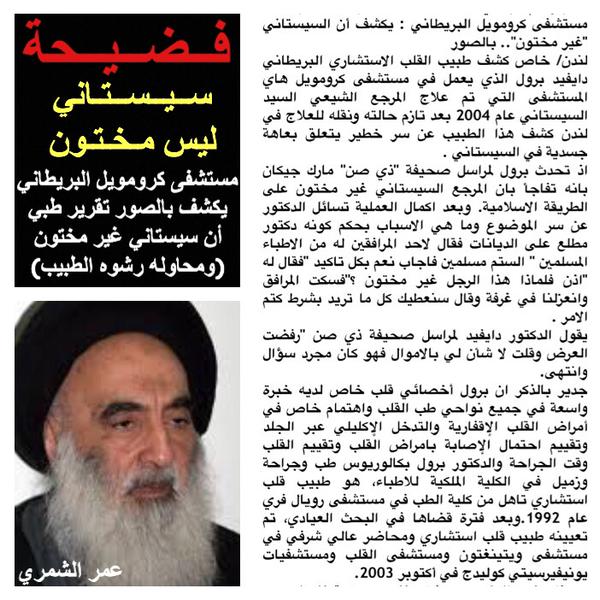 فضيحة
سيستاني
ليس مختون
مستشفى كرومويل البريطاني
يكشف بالصور تقرير طبي
أن سيستاني غير مختون
(ومحاوله رشوه الطبيب)
عمر الشمري
مستشفى كرومويل البريطاني : يكشف أن السيستاني
"غير مختون".. بالصور
لندن/ خاص كشف طبيب القلب الاستشاري البريطاني
دايفيد برول الذي يعمل في مستشفى كرومويل هاي
المستشفى التي تم علاج المرجع الشيعي السيد
السيستاني عام 2004 بعد تازم حالته ونقله للعلاج في
لندن كشف هذا الطبيب عن سر خطير يتعلق بعاهة
جسدية في السيستاني .
اذ تحدث برول لمراسل صحيفة "ذي صن" مارك جيكان
بانه تفاجأ بان المرجع السيستاني غير مختون على
الطريقة الاسلامية. وبعد اكمال العملية تسائل الدكتور
عن سر الموضوع وما هي الاسباب بحكم كونه دكتور
مطلع على الديانات فقال لاحد المرافقين له من الاطباء
المسلمين " الستم مسلمين فاجاب نعم بكل تاكيد "فقال له
"اذن فلماذا هذا الرجل غير مختون ؟"فسكت المرافق
وانعزلنا في غرفة وقال سنعطيك كل ما تريد بشرط كتم
الامر .
يقول الدكتور دايفيد لمراسل صحيفة ذي صن "رفضت
العرض وقلت لا شأن لي بالاموال فهو كان مجرد سؤال
وانتهى.
جدير بالذكر ان برول أخصائي قلب خاص لديه خبرة
واسعة في جميع نواحي طب القلب واهتمام خاص في
أمراض القلب الإقفارية والتدخل الإكليلي عبر الجلد
وتقييم احتمال الإصابة بامراض القلب وتقييم القلب
وقت الجراحة والدكتور برول بكالوريوس طب وجراحة
وزميل في الكلية الملكية للاطباء، هو طبيب قلب
استشاري تاهل من كلية الطب في مستشفى رويال فري
عام 1992.وبعد فترة قضاها في البحث العيادي، تم
تعيينه طبيب قلب استشاري ومحاضر عالي شرفي في
مستشفى ويتينغتون ومستشفى القلب ومستشفيات
يونيفيرسيتي كوليدج في أكتوبر 2003.